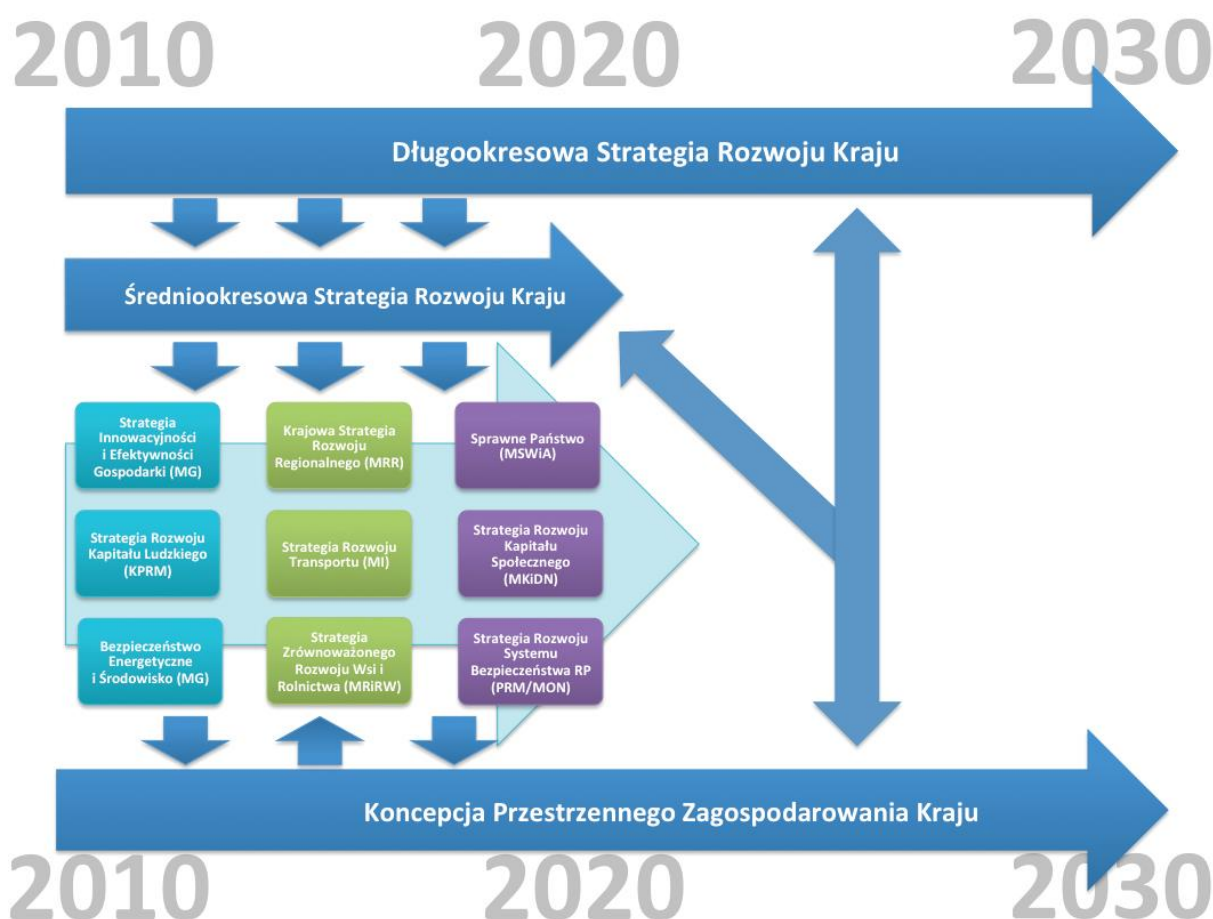 2010 2020 2030
Długookresowa Strategia Rozwoju Kraju
Średniookresowa Strategia Rozwoju Kraju
Strategia
Innowacyjności
i Efektywności
Gospodarki (MG)
Krajowa Strategia
Rozwoju
Regionalnego (MRR)
Sprawne Państwo
(MSWiA)
Strategia Rozwoju
Kapitału Ludzkiego
(KPRM)
Strategia Rozwoju
Transportu (MI)
Strategia Rozwoju
Kapitału
Społecznego
(MKiDN)
Bezpieczeństwo
Energetyczne
i Środowisko (MG)
Strategia
Zrównoważonego
Rozwoju Wsi i
Rolnictwa (MRiRW)
Strategia Rozwoju
Systemu
Bezpieczeństwa RP
(PRM/MON)
Koncepcja Przestrzennego Zagospodarowania Kraju
2010 2020 2030